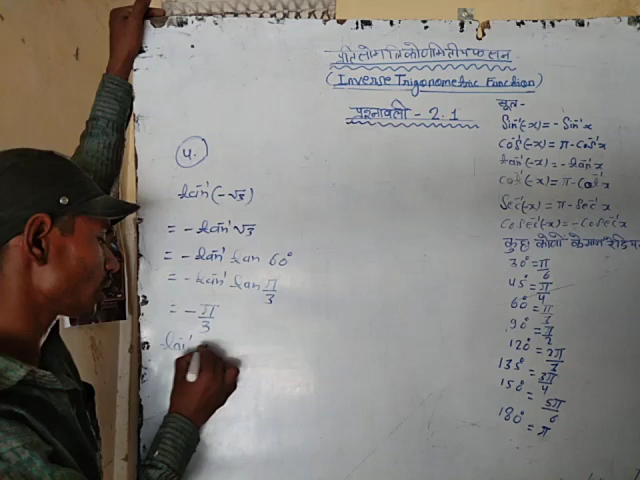 प्रतिलोम त्रिकोणमितीय फलन
(Inverse Trigonometric Function)
प्रश्नावली - 2.1
4.
tan⁻¹(-√3)
= -tan⁻¹√3
= -tan⁻¹ tan 60°
= -tan⁻¹ tan π/3
= -π/3
tan⁻¹
सूत्र-
Sin⁻¹(-x) = -Sin⁻¹x
Cos⁻¹(-x) = π-Cos⁻¹x
tan⁻¹(-x) = -tan⁻¹x
Cot⁻¹(-x) = π-Cot⁻¹x
Sec⁻¹(-x) = π-Sec⁻¹x
Cosec⁻¹(-x) = -Cosec⁻¹x
कुछ कोणों के मान रेडियन
30° = π/6
45° = π/4
60° = π/3
90° = π/2
120° = 2π/3
135° = 3π/4
150° = 5π/6
180° = π